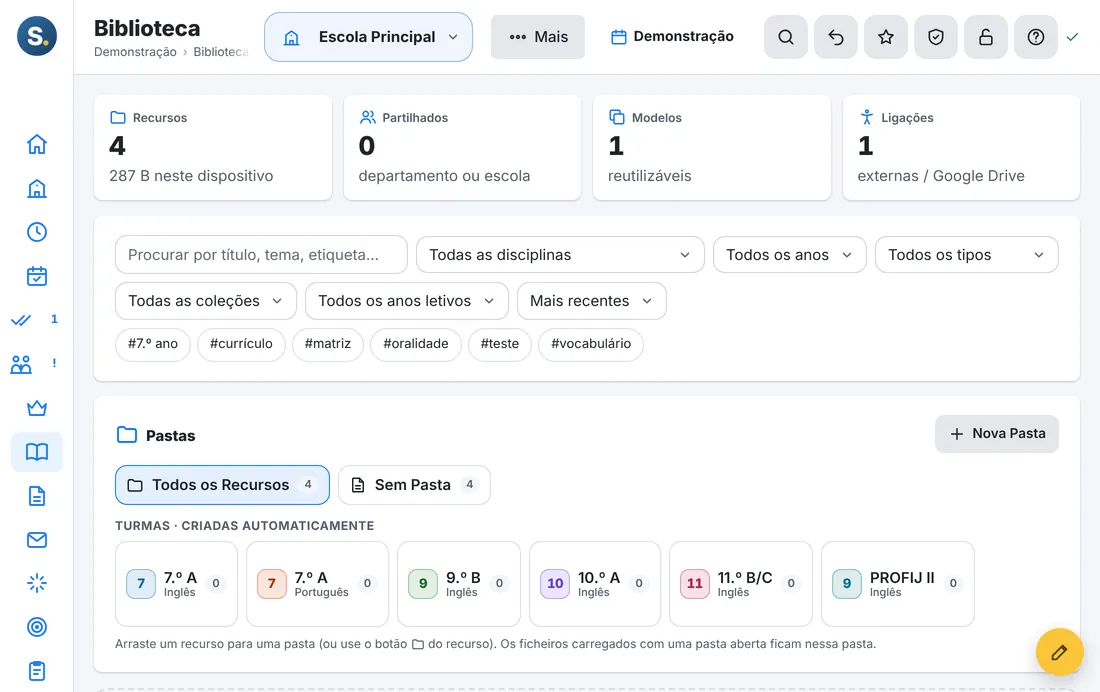 S.
Biblioteca
Demonstração › Biblioteca
Escola Principal
Mais
Demonstração
Recursos
4
287 B neste dispositivo
Partilhados
0
departamento ou escola
Modelos
1
reutilizáveis
Ligações
1
externas / Google Drive
1
!
Procurar por título, tema, etiqueta...
Todas as disciplinas
Todos os anos
Todos os tipos
Todas as coleções
Todos os anos letivos
Mais recentes
#7.º ano
#currículo
#matriz
#oralidade
#teste
#vocabulário
Pastas
Nova Pasta
Todos os Recursos 4
Sem Pasta 4
TURMAS · CRIADAS AUTOMATICAMENTE
7 7.º A 0
Inglês
7 7.º A 0
Português
9 9.º B 0
Inglês
10 10.º A 0
Inglês
11 11.º B/C 0
Inglês
9 PROFIJ II 0
Inglês
Arraste um recurso para uma pasta (ou use o botão do recurso). Os ficheiros carregados com uma pasta aberta ficam nessa pasta.